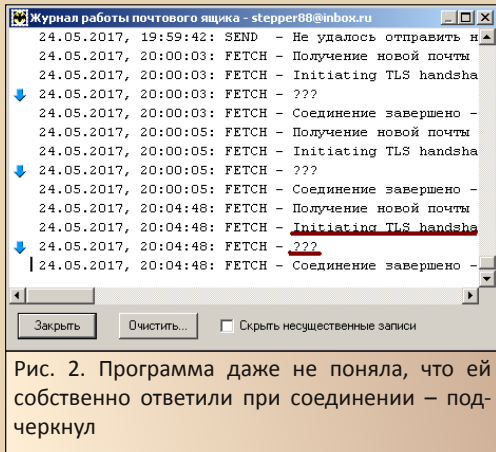 Журнал работы почтового ящика - stepper88@inbox.ru
24.05.2017, 19:59:42: SEND - Не удалось отправить н
24.05.2017, 20:00:03: FETCH - Получение новой почты
24.05.2017, 20:00:03: FETCH - Initiating TLS handsha
24.05.2017, 20:00:03: FETCH - ???
24.05.2017, 20:00:03: FETCH - Соединение завершено -
24.05.2017, 20:00:05: FETCH - Получение новой почты
24.05.2017, 20:00:05: FETCH - Initiating TLS handsha
24.05.2017, 20:00:05: FETCH - ???
24.05.2017, 20:00:05: FETCH - Соединение завершено -
24.05.2017, 20:04:48: FETCH - Получение новой почты
24.05.2017, 20:04:48: FETCH - Initiating TLS handsha
24.05.2017, 20:04:48: FETCH - ???
24.05.2017, 20:04:48: FETCH - Соединение завершено -
Закрыть Очистить... Скрыть несущественные записи
Рис. 2. Программа даже не поняла, что ей
собственно ответили при соединении – под-
черкнул